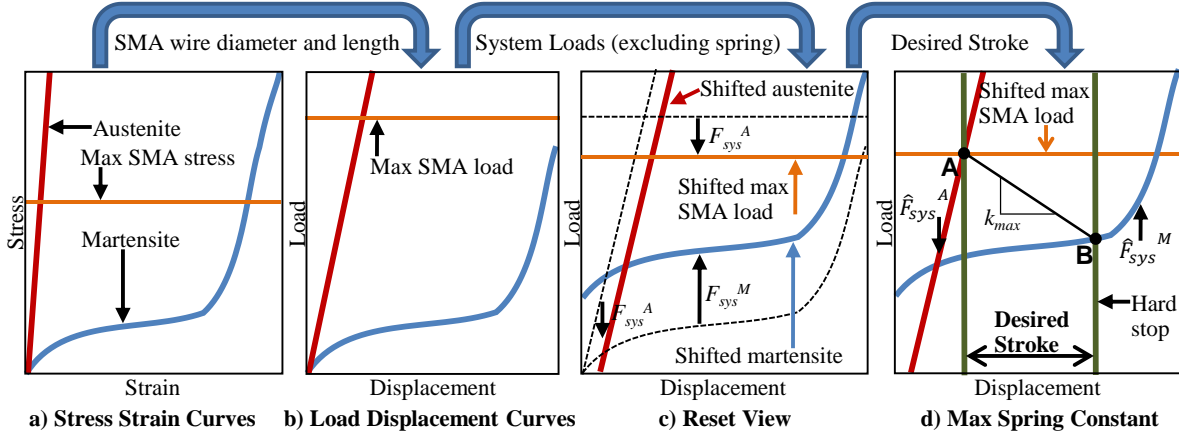 SMA wire diameter and length
System Loads (excluding spring)
Desired Stroke
Stress
Austenite
Max SMA stress
Martensite
Strain
a) Stress Strain Curves
Load
Max SMA load
Displacement
b) Load Displacement Curves
Load
Shifted austenite
F_sys^A
Shifted max
SMA load
F_sys^A
F_sys^M
Shifted martensite
Displacement
c) Reset View
Load
Shifted max
SMA load
A
F̂_sys^A
k_max
B
F̂_sys^M
Hard
stop
Desired
Stroke
Displacement
d) Max Spring Constant